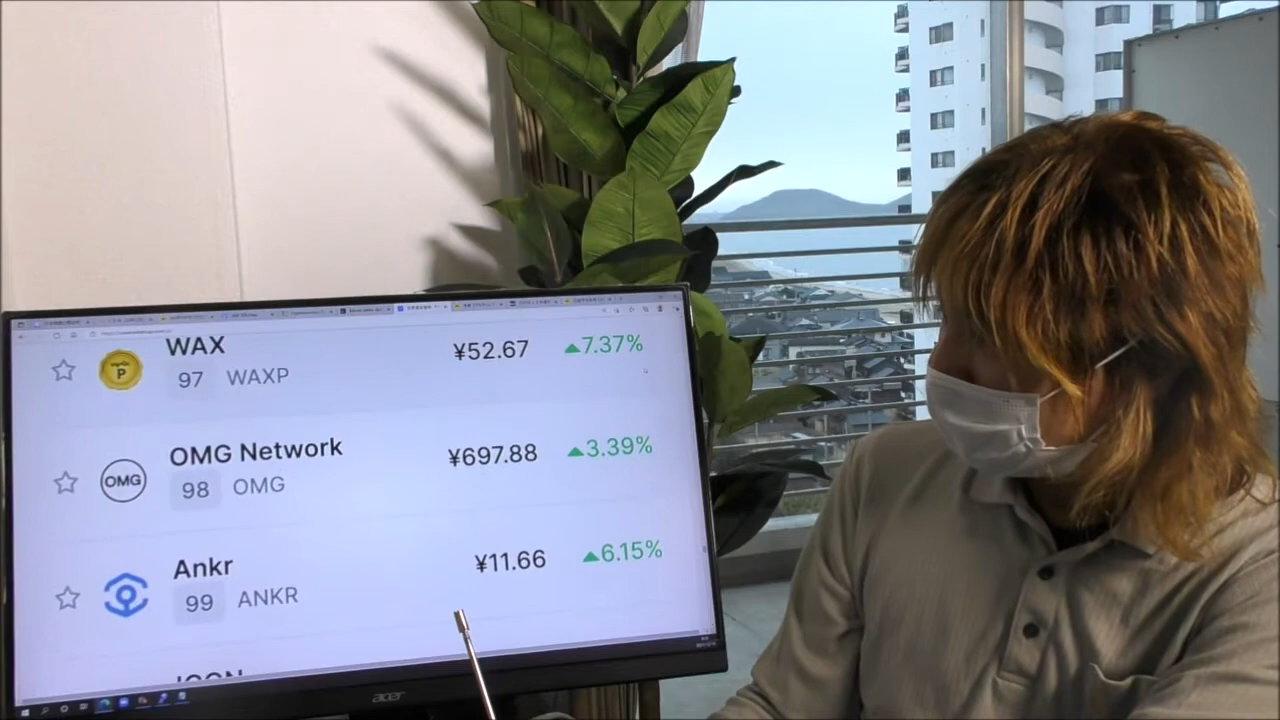 WAX ¥52.67 ▲7.37%
P 97 WAXP
OMG Network ¥697.88 ▲3.39%
OMG 98 OMG
Ankr ¥11.66 ▲6.15%
99 ANKR
acer